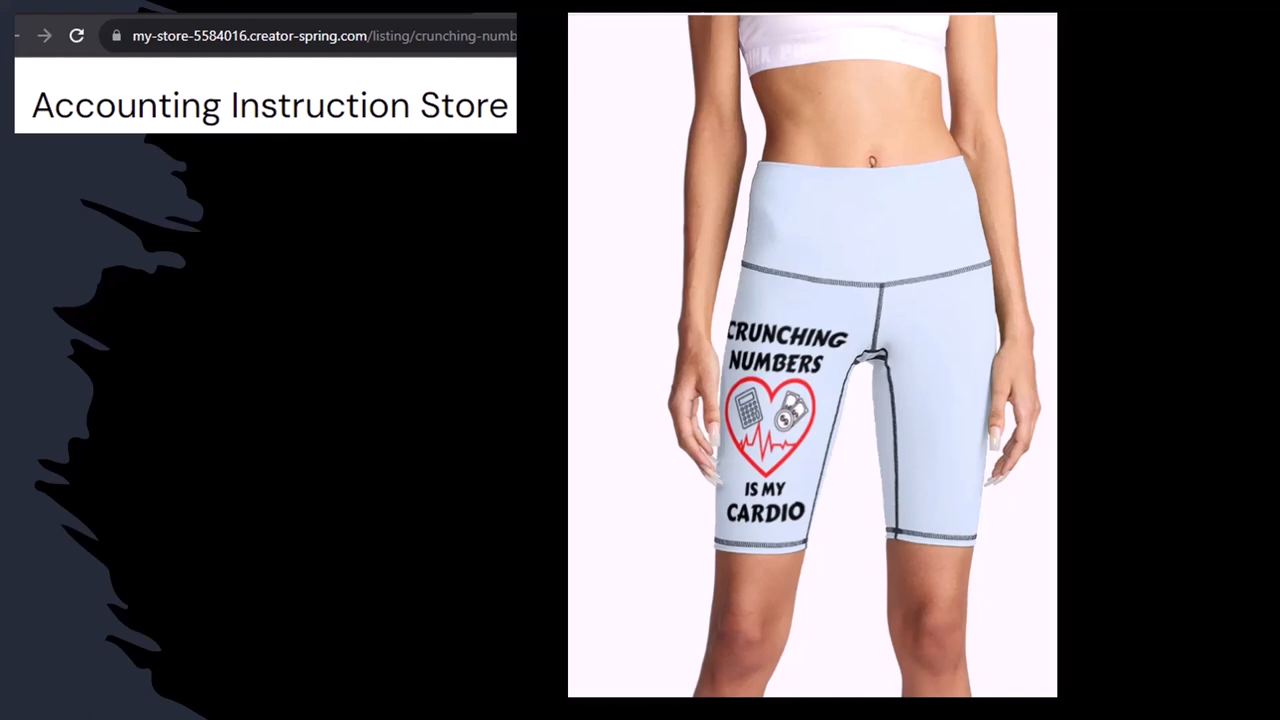 my-store-5584016.creator-spring.com/listing/crunching-numb
Accounting Instruction Store
CRUNCHING
NUMBERS
IS MY
CARDIO